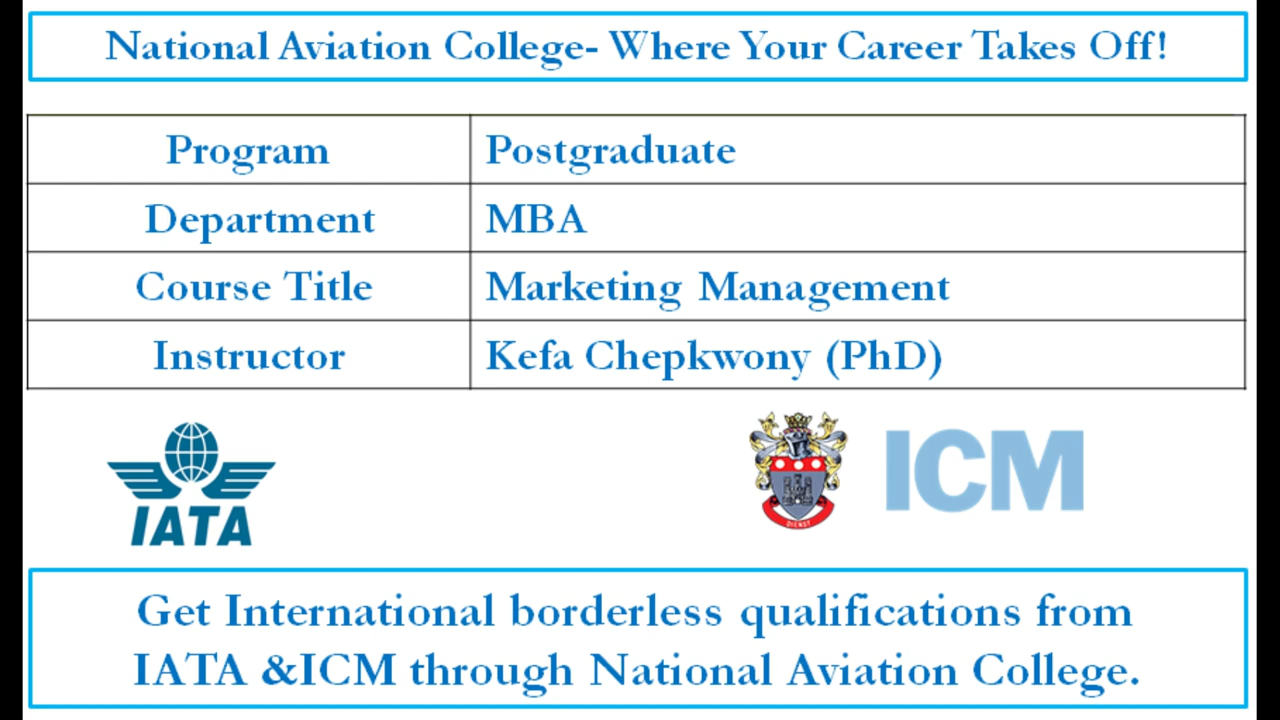 National Aviation College- Where Your Career Takes Off!
Program Postgraduate
Department MBA
Course Title Marketing Management
Instructor Kefa Chepkwony (PhD)
IATA
DIENST
ICM
Get International borderless qualifications from
IATA &ICM through National Aviation College.